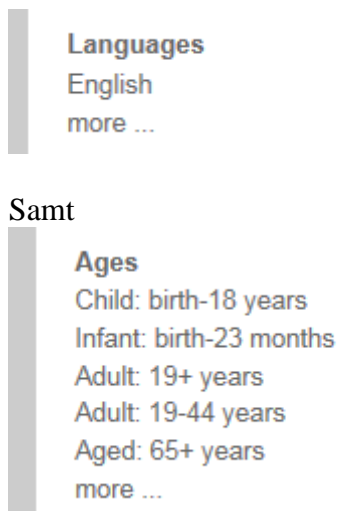 Languages
English
more ...
Samt
Ages
Child: birth-18 years
Infant: birth-23 months
Adult: 19+ years
Adult: 19-44 years
Aged: 65+ years
more ...